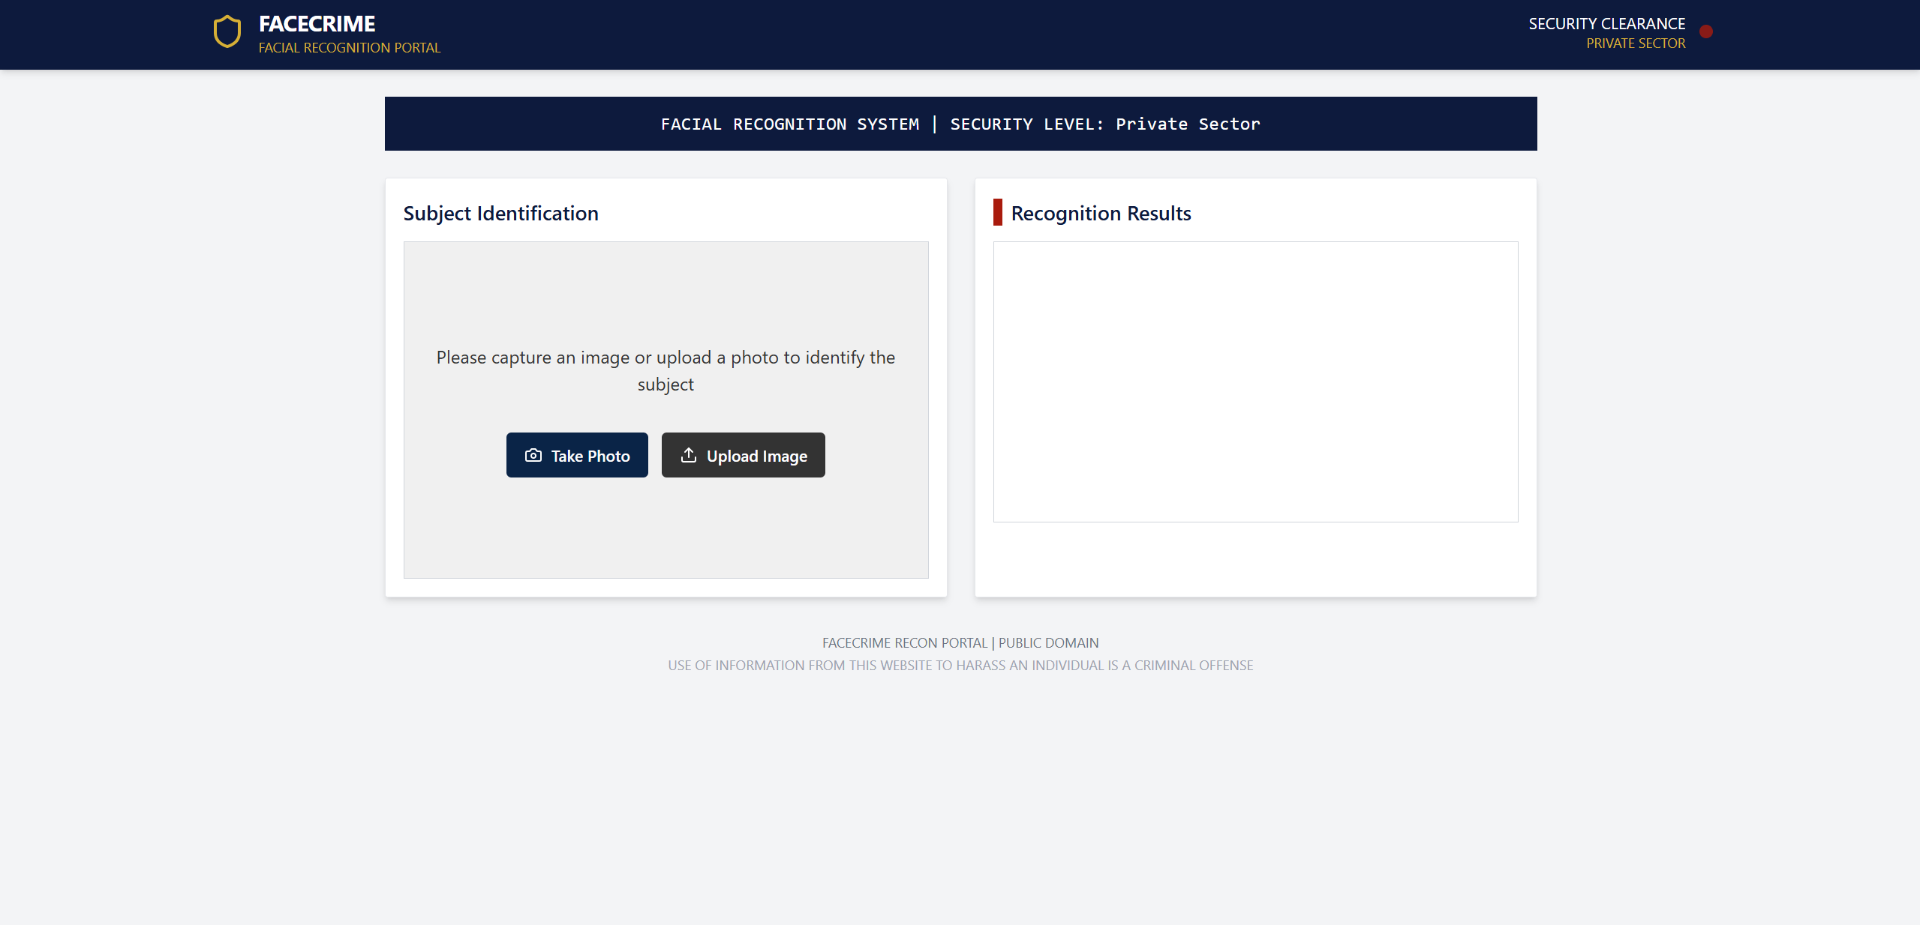 FACECRIME
FACIAL RECOGNITION PORTAL
SECURITY CLEARANCE
PRIVATE SECTOR
FACIAL RECOGNITION SYSTEM | SECURITY LEVEL: Private Sector
Subject Identification
Please capture an image or upload a photo to identify the
subject
Take Photo
Upload Image
Recognition Results
FACECRIME RECON PORTAL | PUBLIC DOMAIN
USE OF INFORMATION FROM THIS WEBSITE TO HARASS AN INDIVIDUAL IS A CRIMINAL OFFENSE